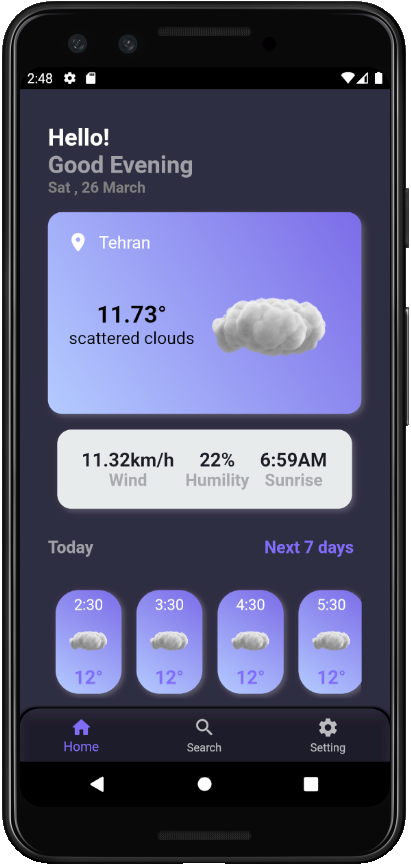 2:48
Hello!
Good Evening
Sat , 26 March
Tehran
11.73°
scattered clouds
11.32km/h 22% 6:59AM
Wind Humility Sunrise
Today Next 7 days
2:30 3:30 4:30 5:30
12° 12° 12° 12°
Home Search Setting